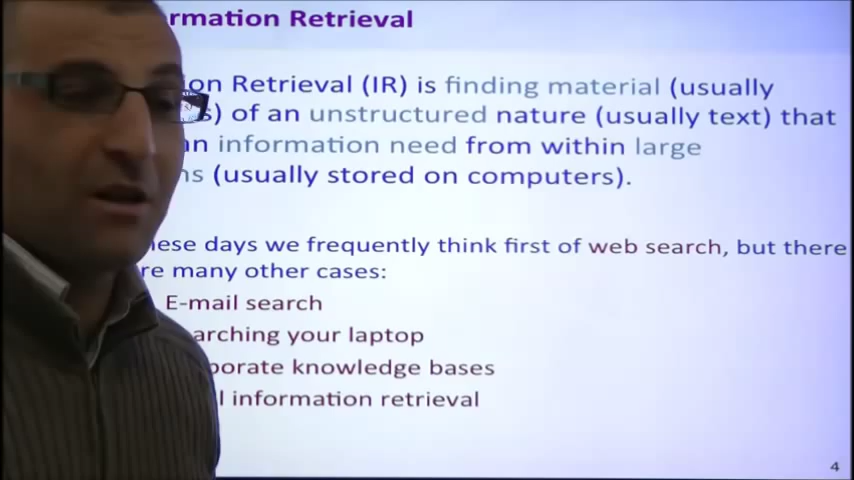 rmation Retrieval
ion Retrieval (IR) is finding material (usually
s) of an unstructured nature (usually text) that
an information need from within large
ns (usually stored on computers).
hese days we frequently think first of web search, but there
re many other cases:
E-mail search
arching your laptop
porate knowledge bases
l information retrieval
4